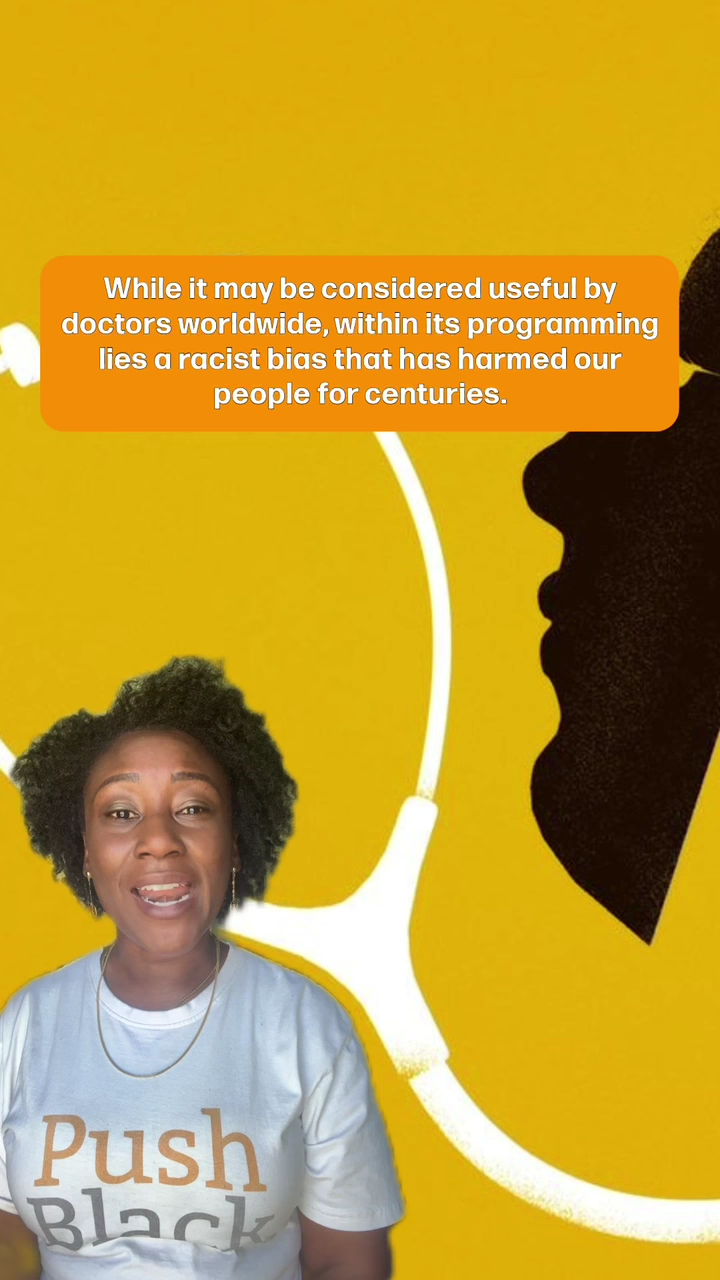 While it may be considered useful by
doctors worldwide, within its programming
lies a racist bias that has harmed our
people for centuries.
Push
Black